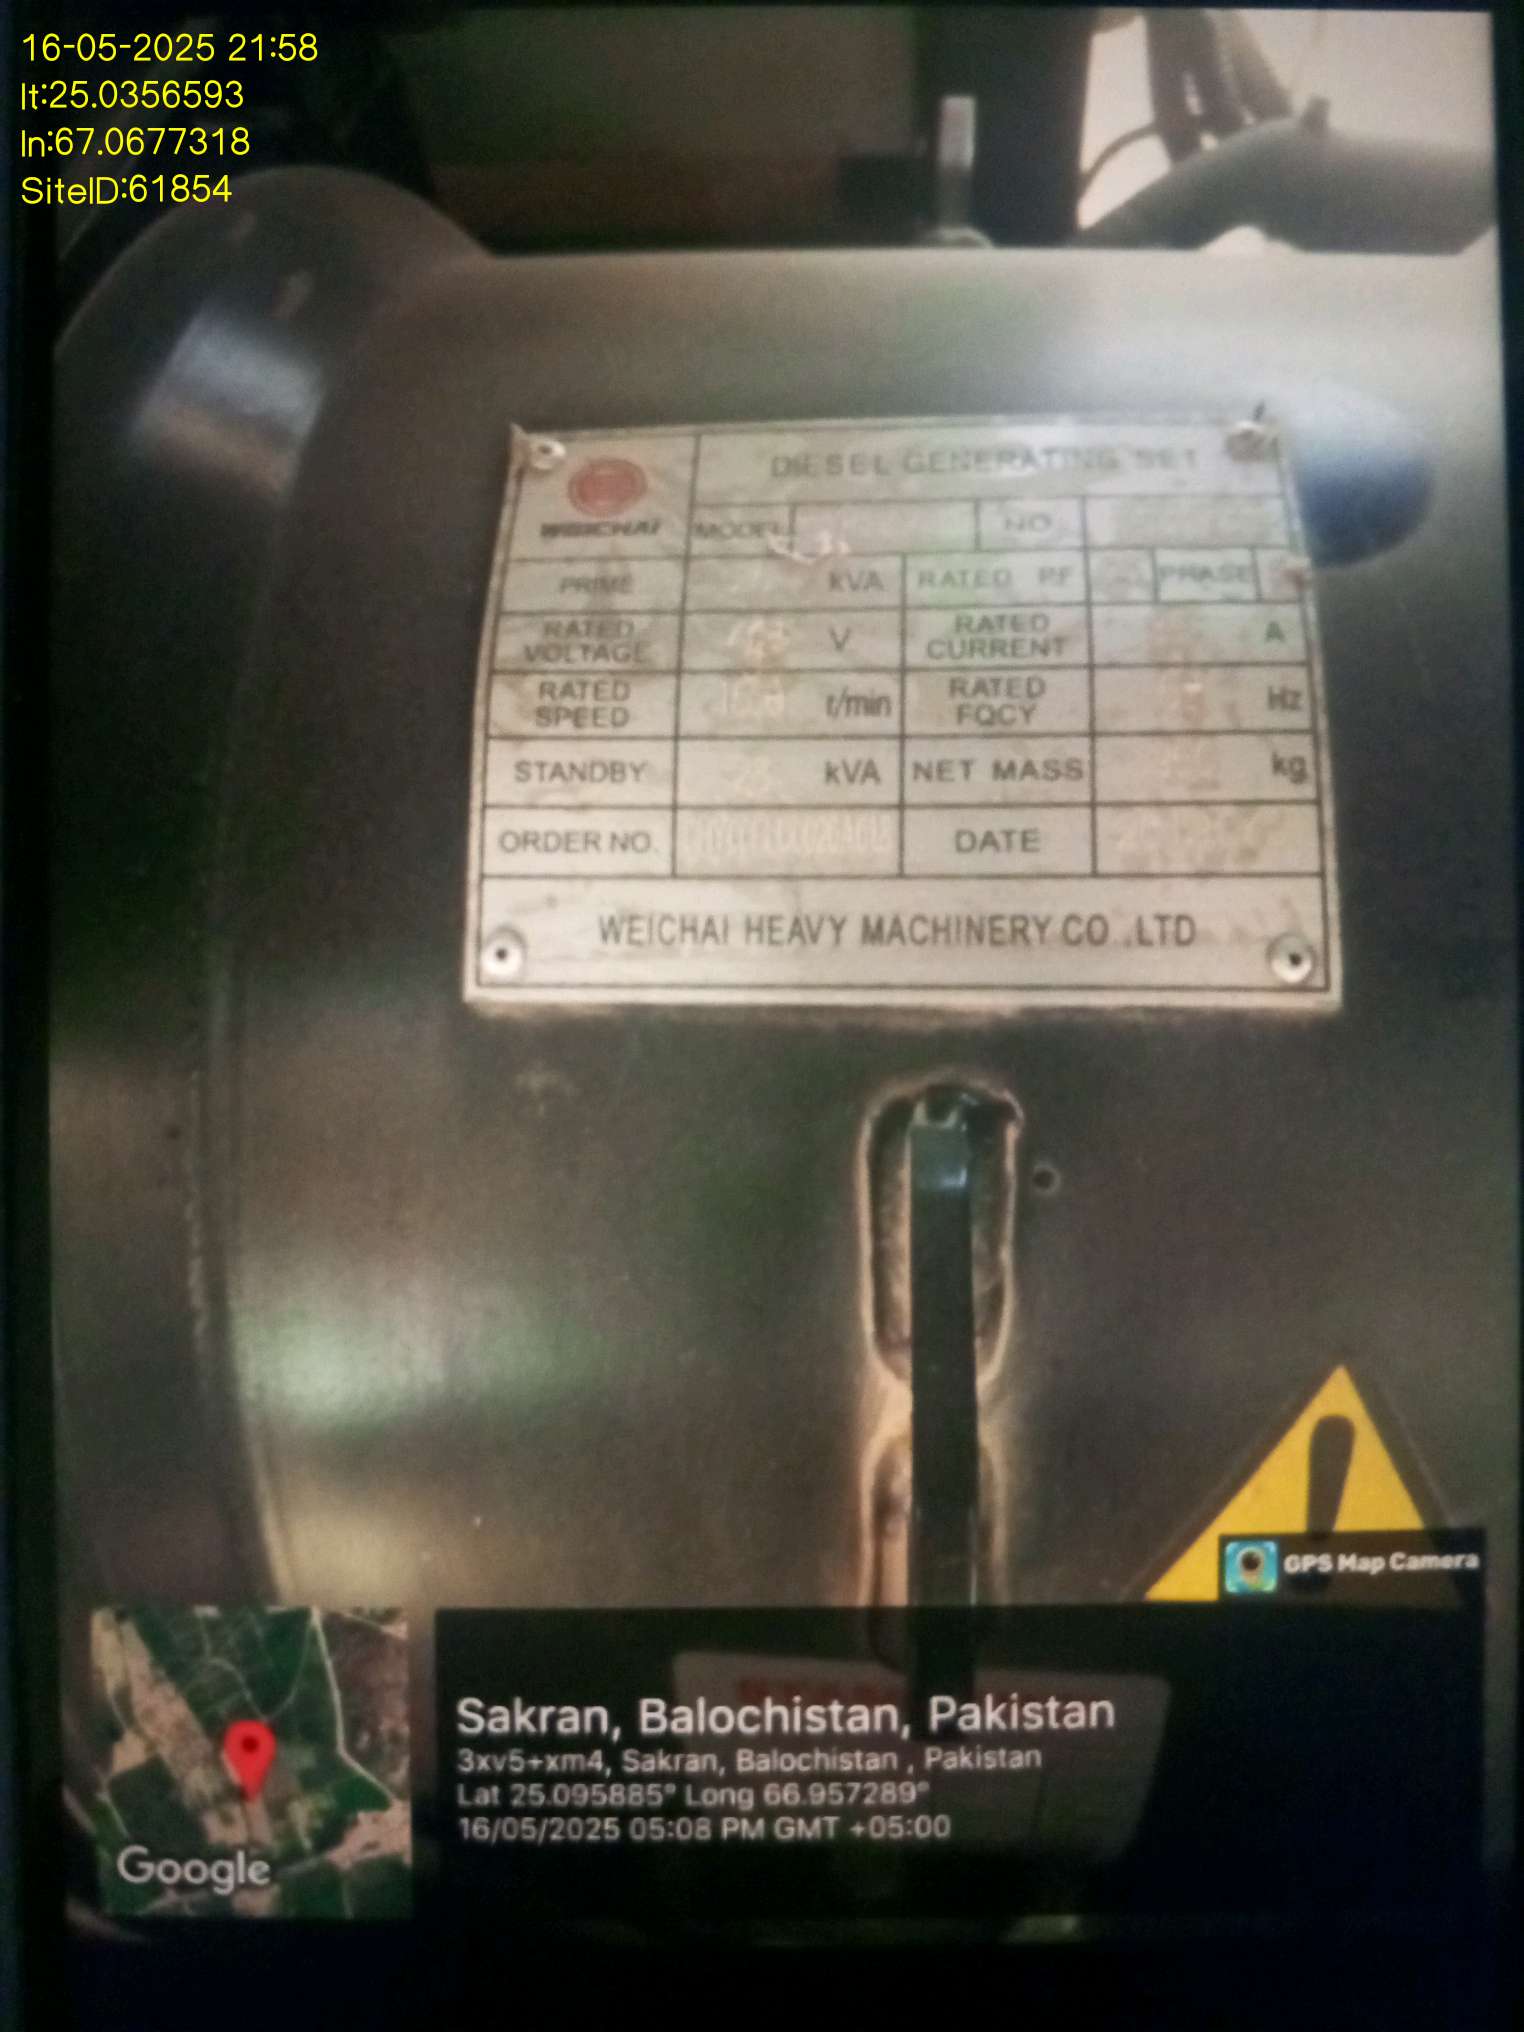 16-05-2025 21:58
lt:25.0356593
ln:67.0677318
SiteID:61854
DIESEL GENERATING SET
WEICHAI MODEL NO
PRIME kVA RATED PF PHASE
RATED VOLTAGE V RATED CURRENT A
RATED SPEED r/min RATED FQCY Hz
STANDBY kVA NET MASS kg
ORDER NO. DATE
WEICHAI HEAVY MACHINERY CO .,LTD
GPS Map Camera
Sakran, Balochistan, Pakistan
3xv5+xm4, Sakran, Balochistan , Pakistan
Lat 25.095885° Long 66.957289°
16/05/2025 05:08 PM GMT +05:00
Google